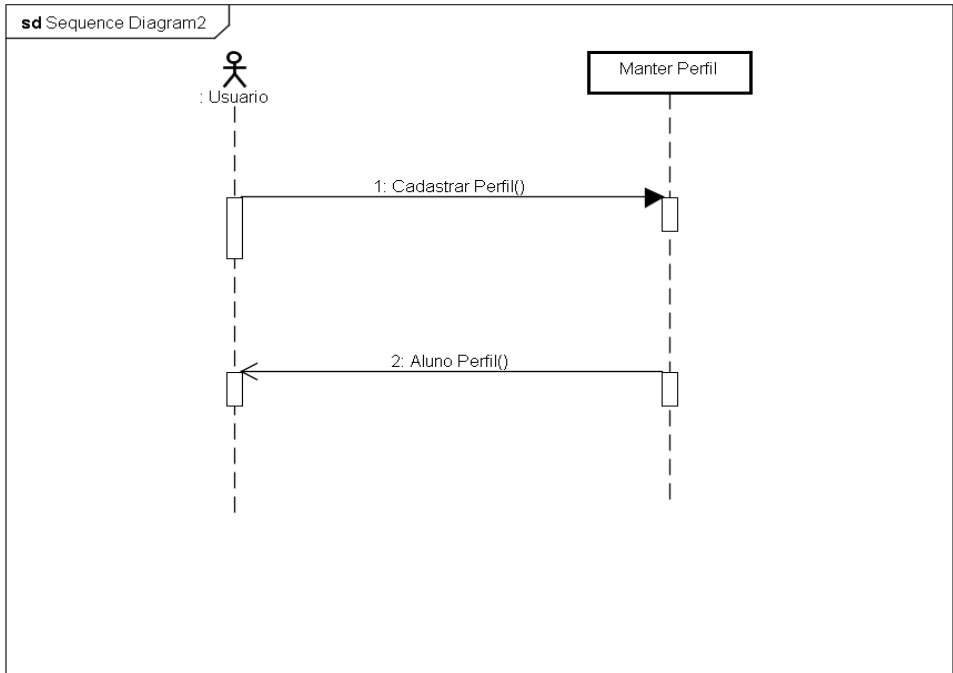 sd Sequence Diagram2
: Usuario
Manter Perfil
1: Cadastrar Perfil()
2: Aluno Perfil()